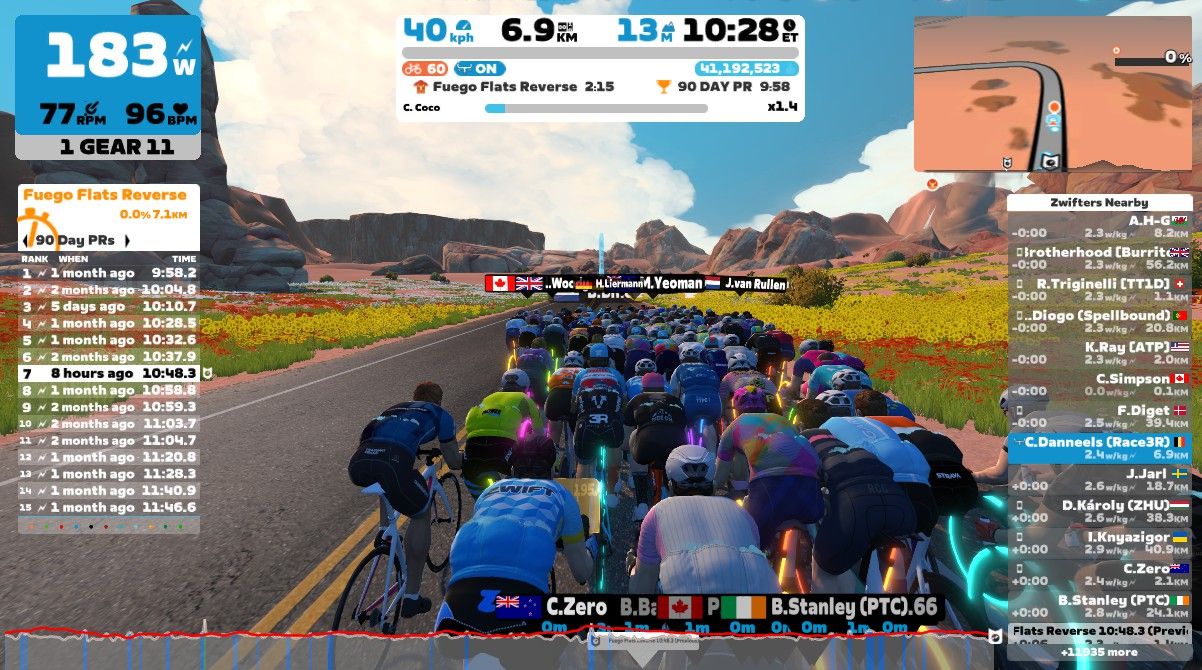 183 W
77 RPM 96 BPM
1 GEAR 11
40 kph 6.9 KM 13 M 10:28 ET
60 ON 41,192,523
Fuego Flats Reverse 2:15 90 DAY PR 9:58
C. Coco x1.4
0%
Fuego Flats Reverse
0.0% 7.1KM
90 Day PRs
RANK WHEN TIME
1 1 month ago 9:58.2
2 2 months ago 10:04.8
3 5 days ago 10:10.7
4 1 month ago 10:28.5
5 1 month ago 10:32.6
6 2 months ago 10:37.9
7 8 hours ago 10:48.3
8 1 month ago 10:58.8
9 2 months ago 10:59.3
10 2 months ago 11:03.7
11 2 months ago 11:04.7
12 1 month ago 11:20.8
13 1 month ago 11:28.3
14 1 month ago 11:40.9
15 1 month ago 11:46.6
..Woc H.Liermann M.Yeoman J.van Rullen
Zwifters Nearby
A.H-G
-0:00 2.3w/kg 8.2KM
Brotherhood (Burrito
-0:00 2.3w/kg 56.2KM
R.Triginelli (TT1D)
-0:00 2.3w/kg 1.1KM
..Diogo (Spellbound)
-0:00 2.3w/kg 20.8KM
K.Ray (ATP)
-0:00 2.3w/kg 2.0KM
C.Simpson
-0:00 0.0w/kg 0.1KM
F.Diget
-0:00 2.5w/kg 39.4KM
C.Danneels (Race3R)
2.4w/kg 6.9KM
J.Jarl
+0:00 2.6w/kg 18.7KM
D.Károly (ZHU)
+0:00 2.6w/kg 38.3KM
I.Knyazigor
+0:00 2.9w/kg 40.9KM
C.Zero
+0:00 2.4w/kg 2.1KM
B.Stanley (PTC)
+0:00 2.8w/kg 24.1KM
Flats Reverse 10:48.3 (Previ
+11935 more
3R
ZWIFT
STRAVA
C.Zero B.Ba P B.Stanley (PTC).66
0m 1m 1m 0m 0m 1m 0m
Fuego Flats Reverse 10:48.3 (Previous